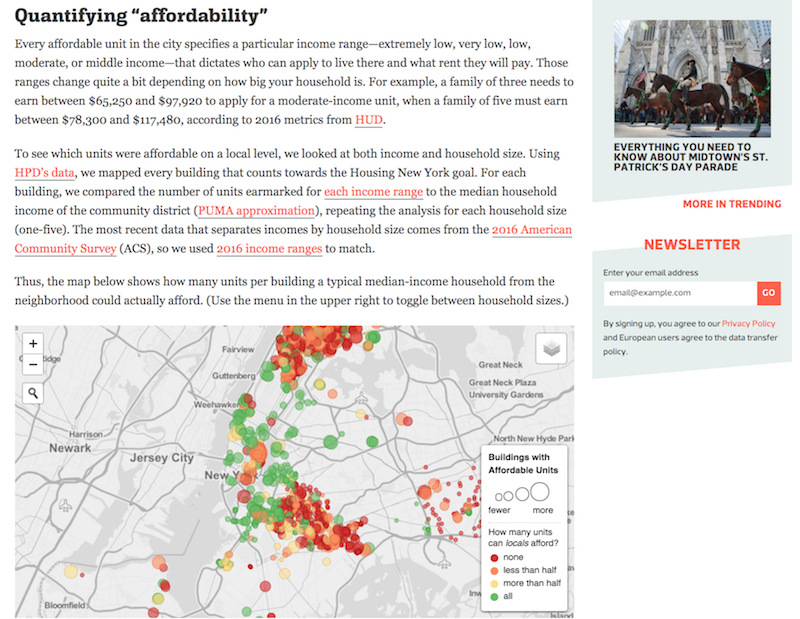 Quantifying “affordability”
Every affordable unit in the city specifies a particular income range—extremely low, very low, low,
moderate, or middle income—that dictates who can apply to live there and what rent they will pay. Those
ranges change quite a bit depending on how big your household is. For example, a family of three needs to
earn between $65,250 and $97,920 to apply for a moderate-income unit, when a family of five must earn
between $78,300 and $117,480, according to 2016 metrics from HUD.
To see which units were affordable on a local level, we looked at both income and household size. Using
HPD’s data, we mapped every building that counts towards the Housing New York goal. For each
building, we compared the number of units earmarked for each income range to the median household
income of the community district (PUMA approximation), repeating the analysis for each household size
(one-five). The most recent data that separates incomes by household size comes from the 2016 American
Community Survey (ACS), so we used 2016 income ranges to match.
Thus, the map below shows how many units per building a typical median-income household from the
neighborhood could actually afford. (Use the menu in the upper right to toggle between household sizes.)
+
−
Fairview
Guttenberg
Weehawken
Harrison
Newark
Jersey City
New York
Bloomfield
Great Neck
Great Neck Plaza
University Gardens
North New Hyde Park
Buildings with
Affordable Units
fewer more
How many units
can locals afford?
none
less than half
more than half
all
Island
EVERYTHING YOU NEED TO
KNOW ABOUT MIDTOWN’S ST.
PATRICK’S DAY PARADE
MORE IN TRENDING
NEWSLETTER
Enter your email address
email@example.com GO
By signing up, you agree to our Privacy Policy
and European users agree to the data transfer
policy.